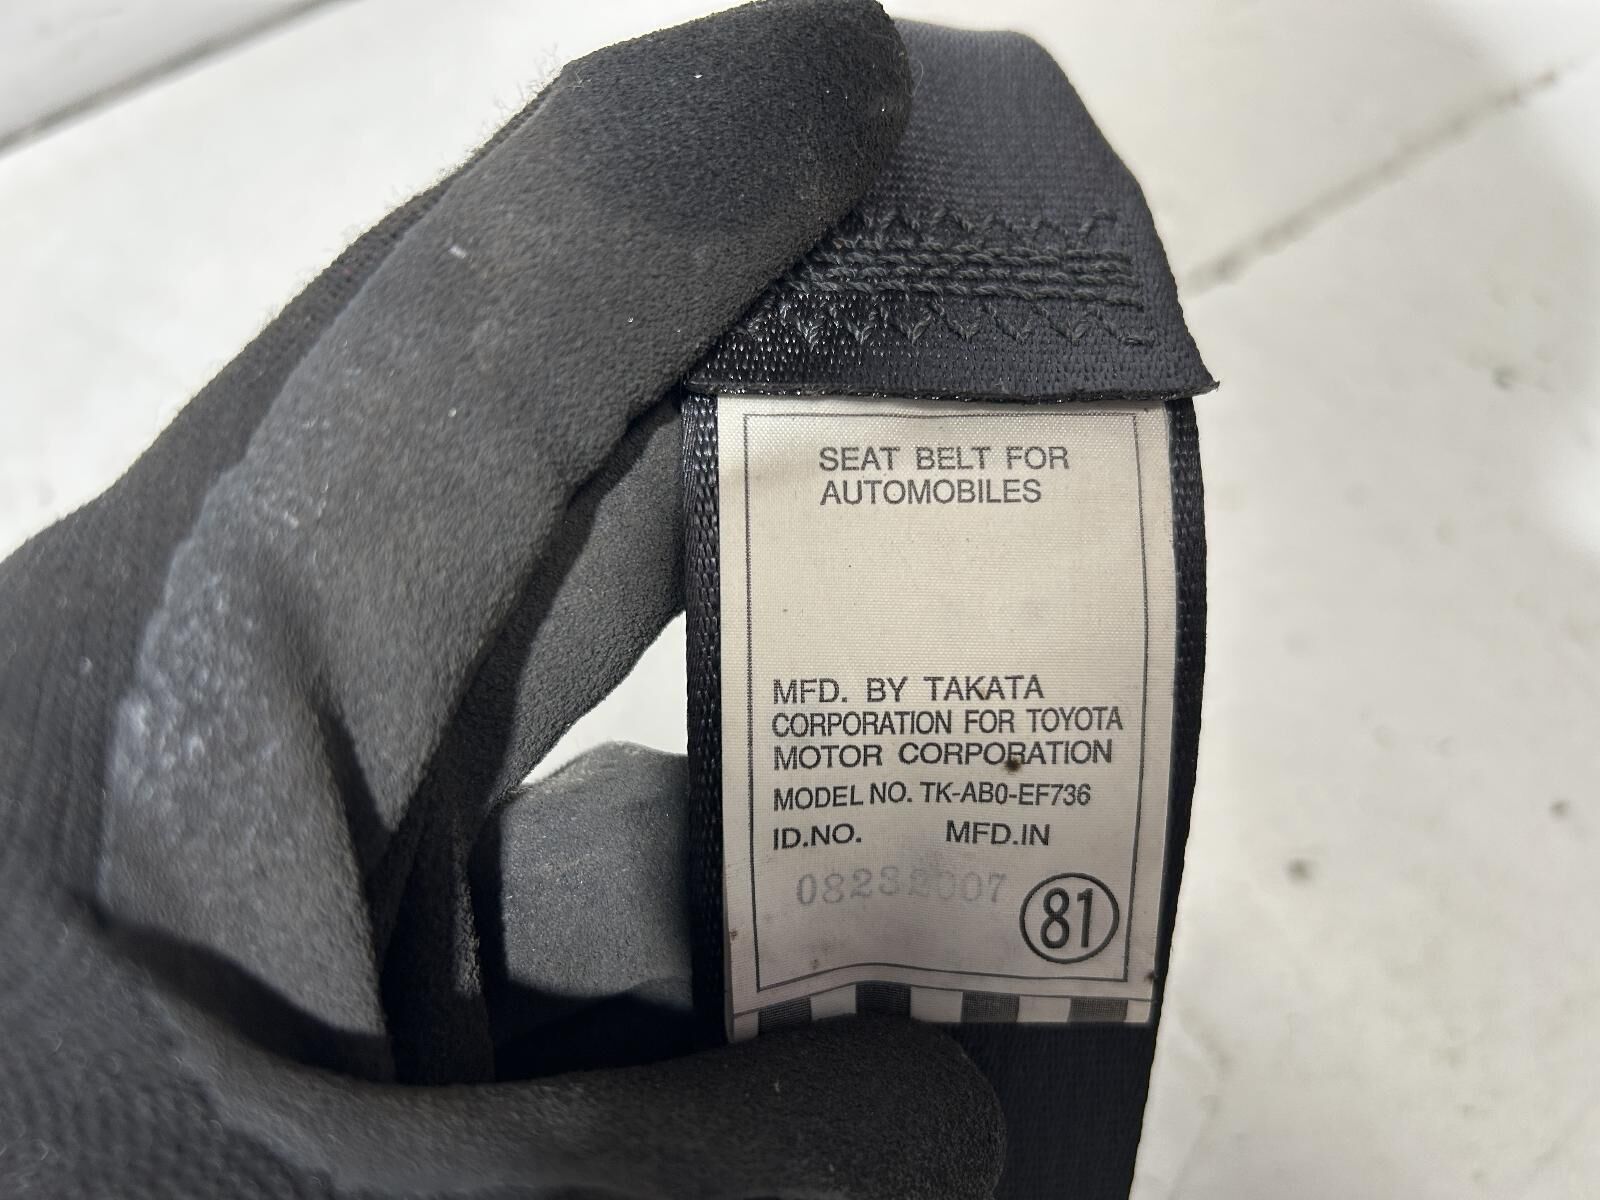 SEAT BELT FOR
AUTOMOBILES
MFD. BY TAKATA
CORPORATION FOR TOYOTA
MOTOR CORPORATION
MODEL NO. TK-AB0-EF736
ID.NO. MFD.IN
08232007
81